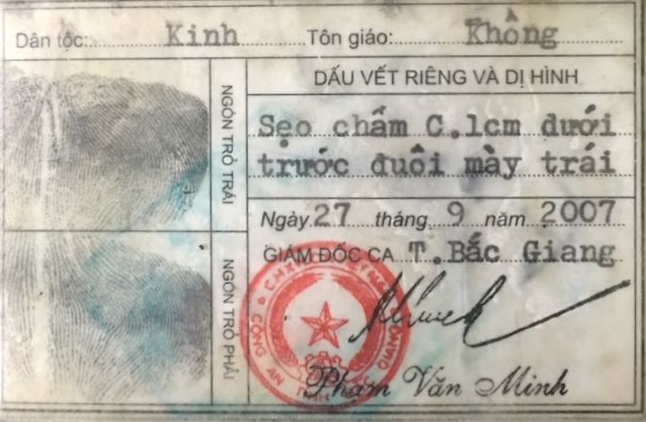 Dân tộc: Kinh Tôn giáo: Không
DẤU VẾT RIÊNG VÀ DỊ HÌNH
NGÓN TRỎ TRÁI
Sẹo chấm C.1cm dưới
trước đuôi mày trái
Ngày 27 tháng 9 năm 2007
GIÁM ĐỐC CA T.Bắc Giang
NGÓN TRỎ PHẢI
CÔNG AN GIANG
Phạm Văn Minh